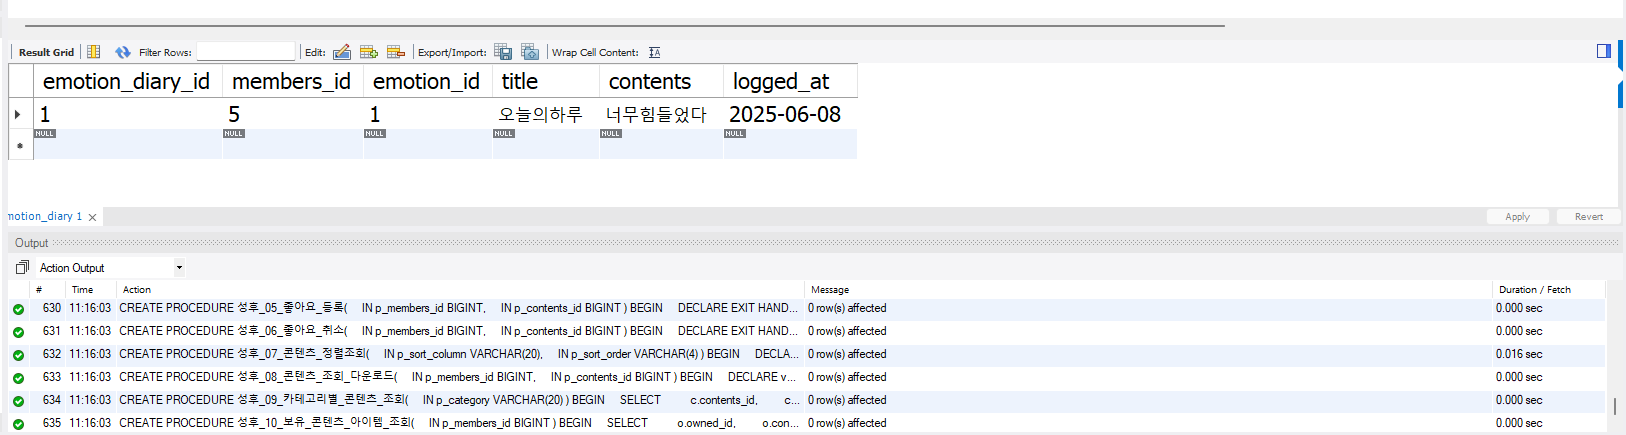 Result Grid Filter Rows: Edit: Export/Import: Wrap Cell Content: IA
emotion_diary_id members_id emotion_id title contents logged_at
1 5 1 오늘의하루 너무힘들었다 2025-06-08
NULL NULL NULL NULL NULL NULL
motion_diary 1 Apply Revert
Output
Action Output
# Time Action Message Duration / Fetch
630 11:16:03 CREATE PROCEDURE 성후_05_좋아요_등록( IN p_members_id BIGINT, IN p_contents_id BIGINT ) BEGIN DECLARE EXIT HAND... 0 row(s) affected 0.000 sec
631 11:16:03 CREATE PROCEDURE 성후_06_좋아요_취소( IN p_members_id BIGINT, IN p_contents_id BIGINT ) BEGIN DECLARE EXIT HAND... 0 row(s) affected 0.000 sec
632 11:16:03 CREATE PROCEDURE 성후_07_콘텐츠_정렬조회( IN p_sort_column VARCHAR(20), IN p_sort_order VARCHAR(4) ) BEGIN DECLA... 0 row(s) affected 0.016 sec
633 11:16:03 CREATE PROCEDURE 성후_08_콘텐츠_조회_다운로드( IN p_members_id BIGINT, IN p_contents_id BIGINT ) BEGIN DECLARE v... 0 row(s) affected 0.000 sec
634 11:16:03 CREATE PROCEDURE 성후_09_카테고리별_콘텐츠_조회( IN p_category VARCHAR(20) ) BEGIN SELECT c.contents_id, c... 0 row(s) affected 0.000 sec
635 11:16:03 CREATE PROCEDURE 성후_10_보유_콘텐츠_아이템_조회( IN p_members_id BIGINT ) BEGIN SELECT o.owned_id, o.con... 0 row(s) affected 0.000 sec